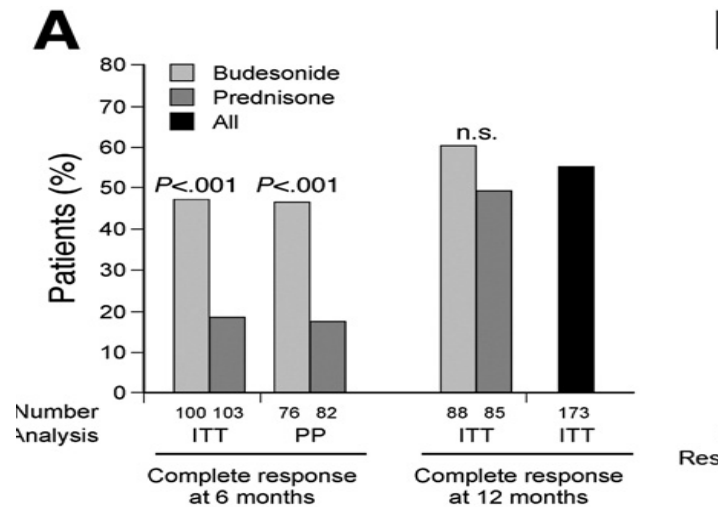 A
80
70
60
50
40
30
20
10
0
Patients (%)
Budesonide
Prednisone
All
P<.001
P<.001
n.s.
Number
100 103 76 82 88 85 173
Analysis
ITT PP ITT ITT
Complete response
at 6 months
Complete response
at 12 months
Res